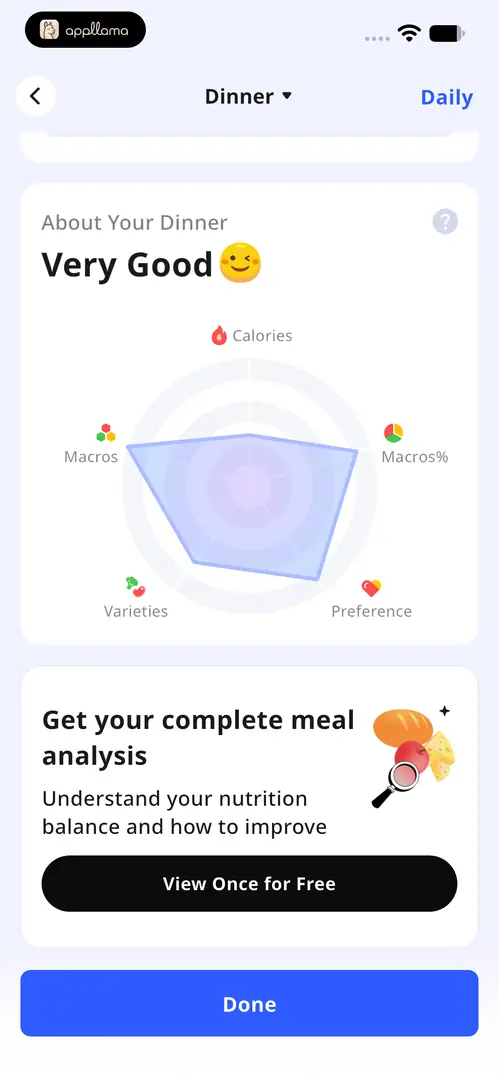 appllama
Dinner
Daily
About Your Dinner
?
Very Good
Calories
Macros
Macros%
Varieties
Preference
Get your complete meal
analysis
Understand your nutrition
balance and how to improve
View Once for Free
Done